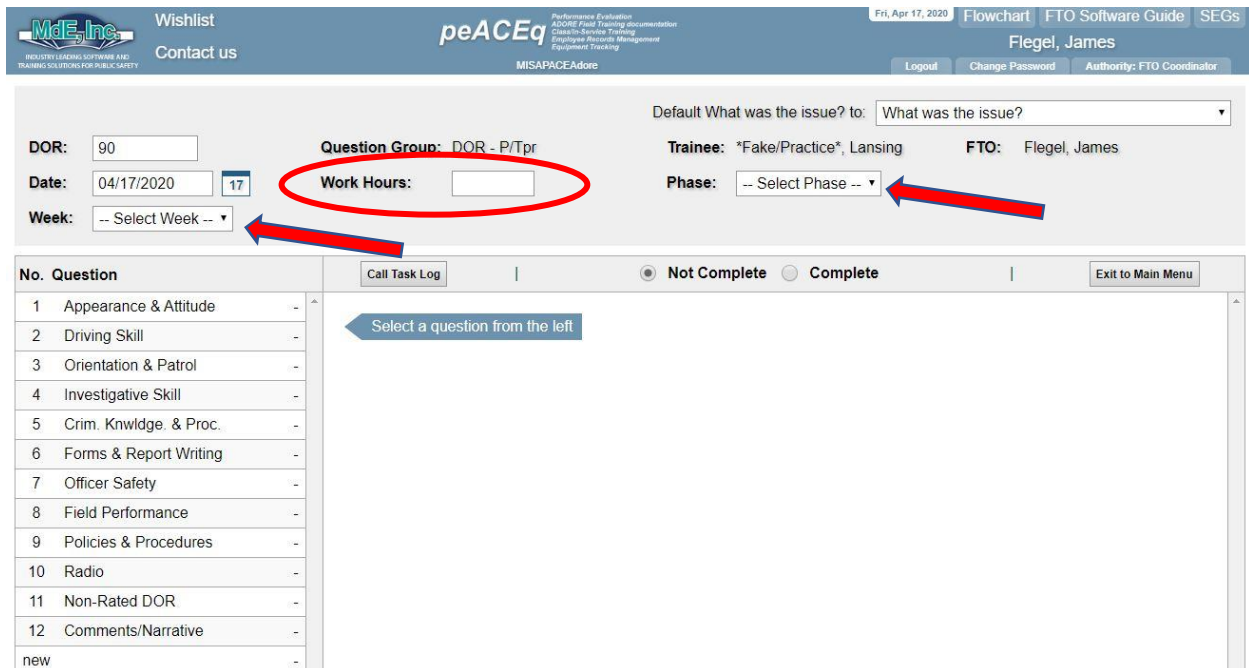 MdE, Inc.
INDUSTRY LEADING SOFTWARE AND
TRAINING SOLUTIONS FOR PUBLIC SAFETY
Wishlist
Contact us
peACEq
Performance Evaluation
ADORE Field Training documentation
Class/In-Service Training
Employee Records Management
Equipment Tracking
MISAPACEAdore
Fri, Apr 17, 2020 Flowchart FTO Software Guide SEGs
Flegel, James
Logout Change Password Authority: FTO Coordinator
Default What was the issue? to: What was the issue?
DOR: 90 Question Group: DOR - P/Tpr Trainee: *Fake/Practice*, Lansing FTO: Flegel, James
Date: 04/17/2020 17 Work Hours: Phase: -- Select Phase --
Week: -- Select Week --
No. Question Call Task Log | Not Complete Complete | Exit to Main Menu
1 Appearance & Attitude -
Select a question from the left
2 Driving Skill -
3 Orientation & Patrol -
4 Investigative Skill -
5 Crim. Knwldge. & Proc. -
6 Forms & Report Writing -
7 Officer Safety -
8 Field Performance -
9 Policies & Procedures -
10 Radio -
11 Non-Rated DOR -
12 Comments/Narrative -
new -